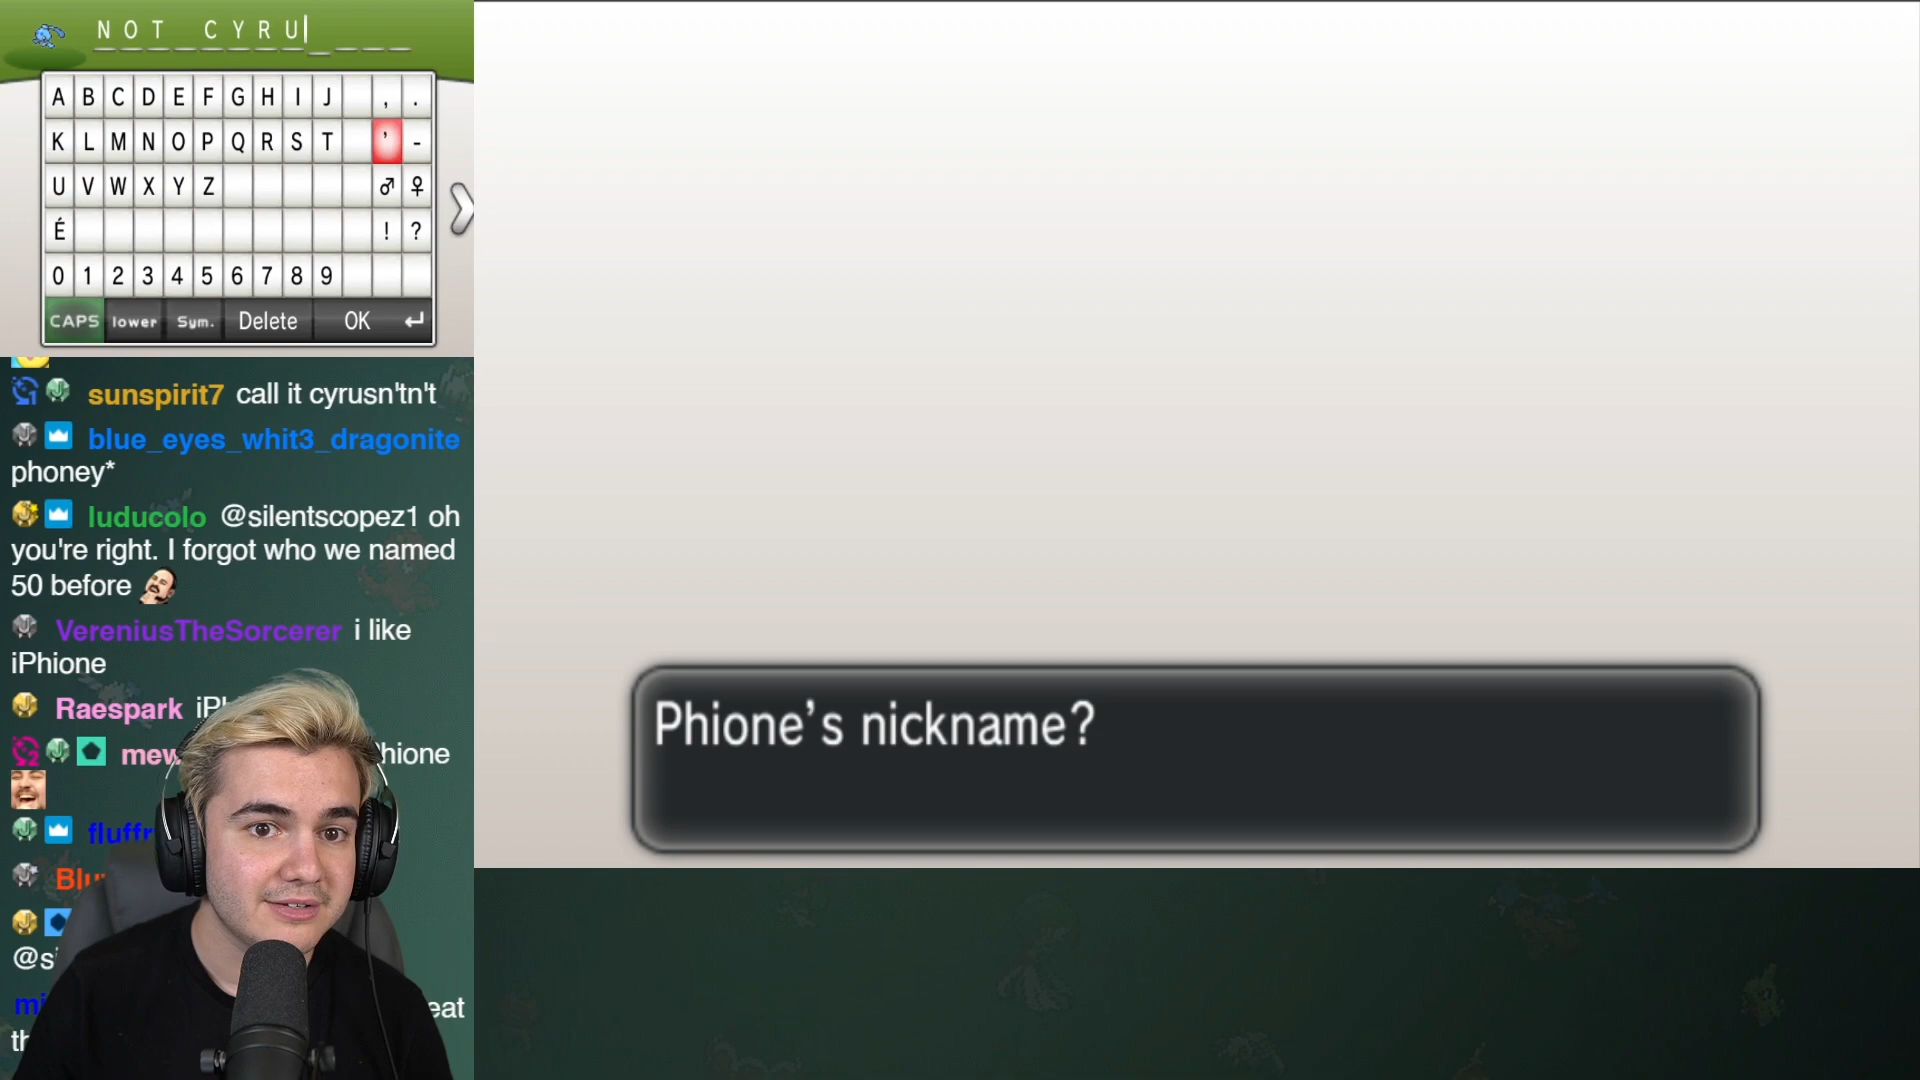 NOT CYRU
A B C D E F G H I J , .
K L M N O P Q R S T ’ -
U V W X Y Z ♂ ♀
É ! ?
0 1 2 3 4 5 6 7 8 9
CAPS lower Sym. Delete OK
sunspirit7 call it cyrusn'tn't
blue_eyes_whit3_dragonite
phoney*
luducolo @silentscopez1 oh
you're right. I forgot who we named
50 before
VereniusTheSorcerer i like
iPhione
Raespark
Phione’s nickname?